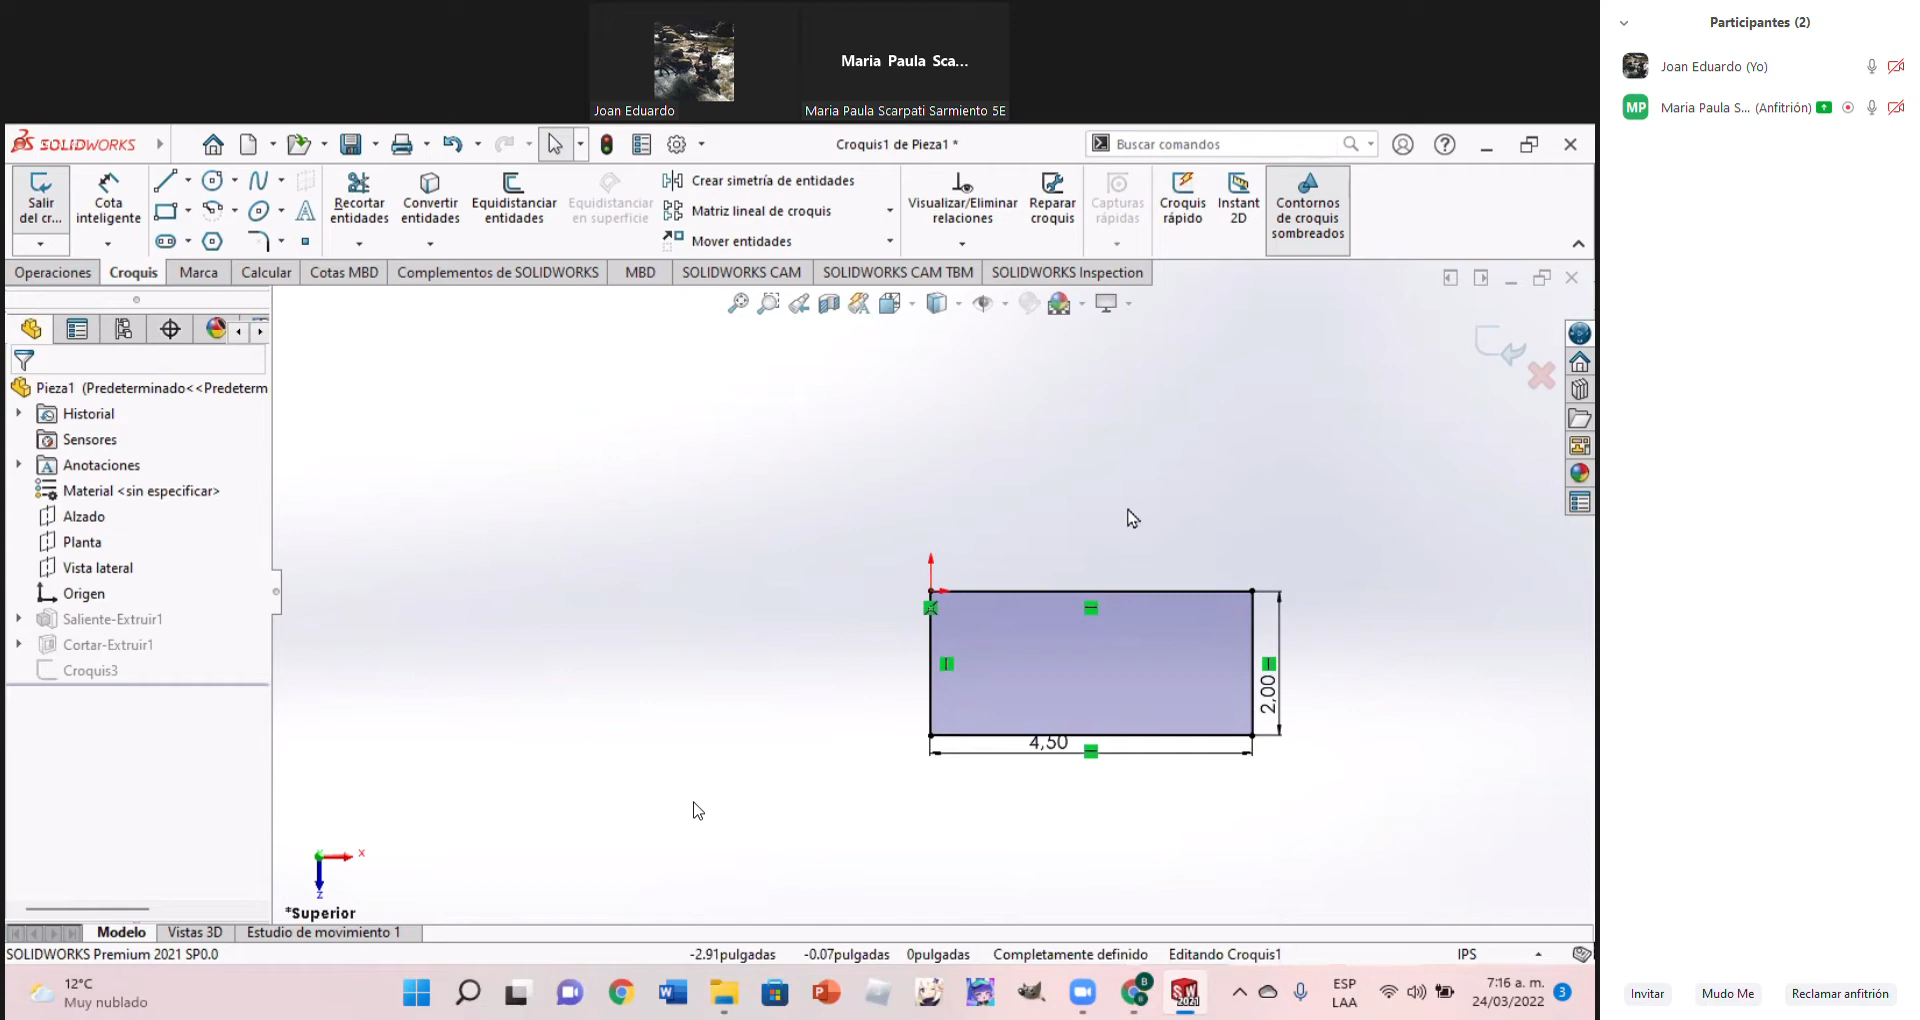 Maria Paula Sca...
Joan Eduardo
Maria Paula Scarpati Sarmiento 5E
Participantes (2)
Joan Eduardo (Yo)
MP
Maria Paula S... (Anfitrión)
SOLIDWORKS
Croquis1 de Pieza1 *
Buscar comandos
Salir del cr...
Cota inteligente
Recortar entidades
Convertir entidades
Equidistanciar entidades
Equidistanciar en superficie
Crear simetría de entidades
Matriz lineal de croquis
Mover entidades
Visualizar/Eliminar relaciones
Reparar croquis
Capturas rápidas
Croquis rápido
Instant 2D
Contornos de croquis sombreados
Operaciones
Croquis
Marca
Calcular
Cotas MBD
Complementos de SOLIDWORKS
MBD
SOLIDWORKS CAM
SOLIDWORKS CAM TBM
SOLIDWORKS Inspection
Pieza1 (Predeterminado<<Predeterm
Historial
Sensores
Anotaciones
Material <sin especificar>
Alzado
Planta
Vista lateral
Origen
Saliente-Extruir1
Cortar-Extruir1
Croquis3
2,00
4,50
X
Z
*Superior
Modelo
Vistas 3D
Estudio de movimiento 1
SOLIDWORKS Premium 2021 SP0.0
-2.91pulgadas
-0.07pulgadas
0pulgadas
Completamente definido
Editando Croquis1
IPS
12°C
Muy nublado
ESP
LAA
7:16 a. m.
24/03/2022
3
Invitar
Mudo Me
Reclamar anfitrión